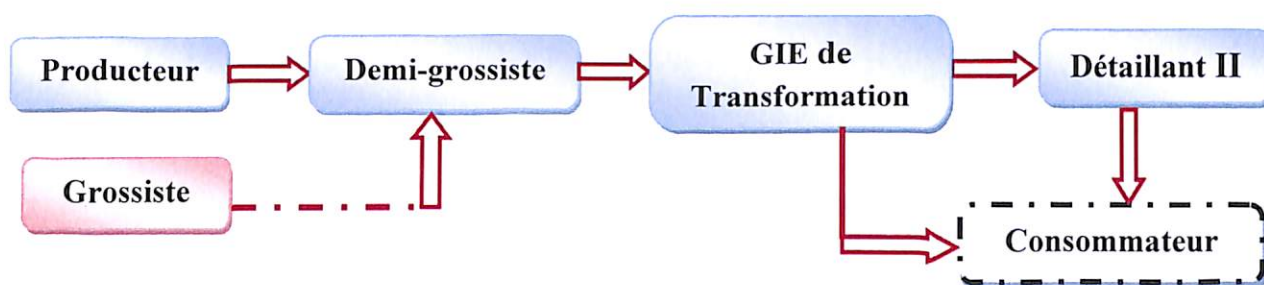 Producteur
Demi-grossiste
GIE de
Transformation
Détaillant II
Grossiste
Consommateur